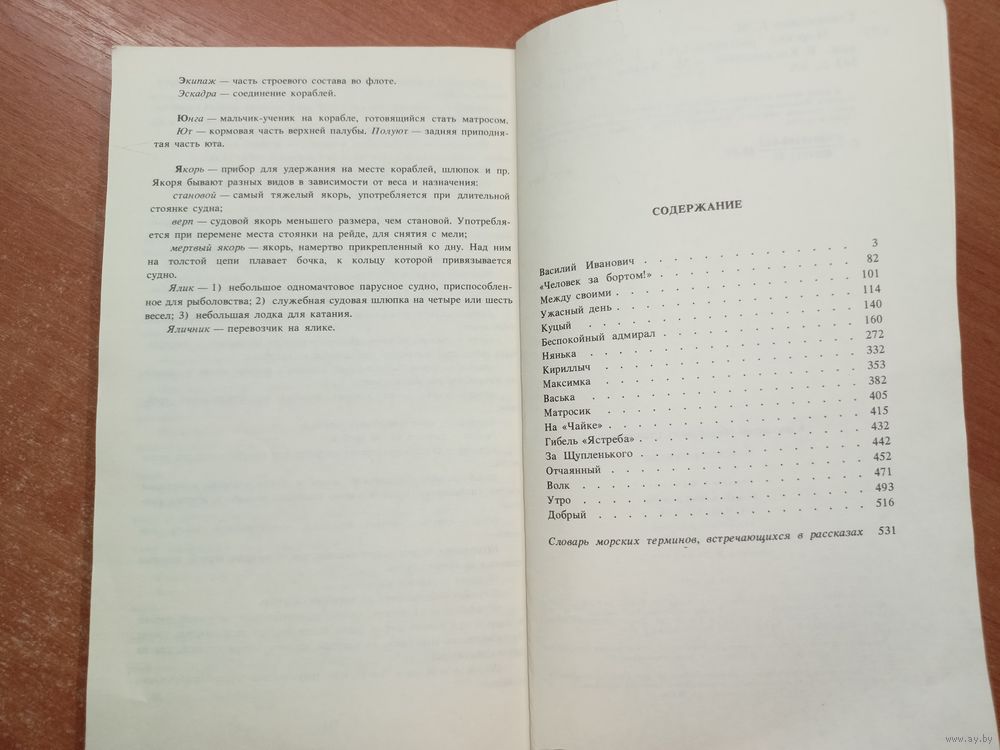 Экипаж — часть строевого состава во флоте.
Эскадра — соединение кораблей.
Юнга — мальчик-ученик на корабле, готовящийся стать матросом.
Ют — кормовая часть верхней палубы. Полуют — задняя приподня-
тая часть юта.
Якорь — прибор для удержания на месте кораблей, шлюпок и пр.
Якоря бывают разных видов в зависимости от веса и назначения:
становой — самый тяжелый якорь, употребляется при длительной
стоянке судна;
верп — судовой якорь меньшего размера, чем становой. Употребля-
ется при перемене места стоянки на рейде, для снятия с мели;
мертвый якорь — якорь, намертво прикрепленный ко дну. Над ним
на толстой цепи плавает бочка, к кольцу которой привязывается
судно.
Ялик — 1) небольшое одномачтовое парусное судно, приспособлен-
ное для рыболовства; 2) служебная судовая шлюпка на четыре или шесть
весел; 3) небольшая лодка для катания.
Яличник — перевозчик на ялике.
СОДЕРЖАНИЕ
Василий Иванович . . . . . . . . . . 3
«Человек за бортом!» . . . . . . . . . . 82
Между своими . . . . . . . . . . 101
Ужасный день . . . . . . . . . . 114
Куцый . . . . . . . . . . 140
Беспокойный адмирал . . . . . . . . . . 160
Нянька . . . . . . . . . . 272
Кириллыч . . . . . . . . . . 332
Максимка . . . . . . . . . . 353
Васька . . . . . . . . . . 382
Матросик . . . . . . . . . . 405
На «Чайке» . . . . . . . . . . 415
Гибель «Ястреба» . . . . . . . . . . 432
За Щупленького . . . . . . . . . . 442
Отчаянный . . . . . . . . . . 452
Волк . . . . . . . . . . 471
Утро . . . . . . . . . . 493
Добрый . . . . . . . . . . 516
Словарь морских терминов, встречающихся в рассказах 531
www.ay.by